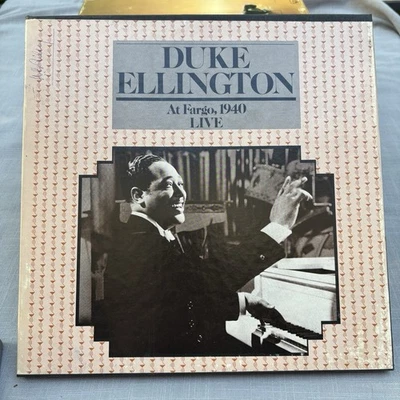 DUKE
ELLINGTON
At Fargo, 1940
LIVE